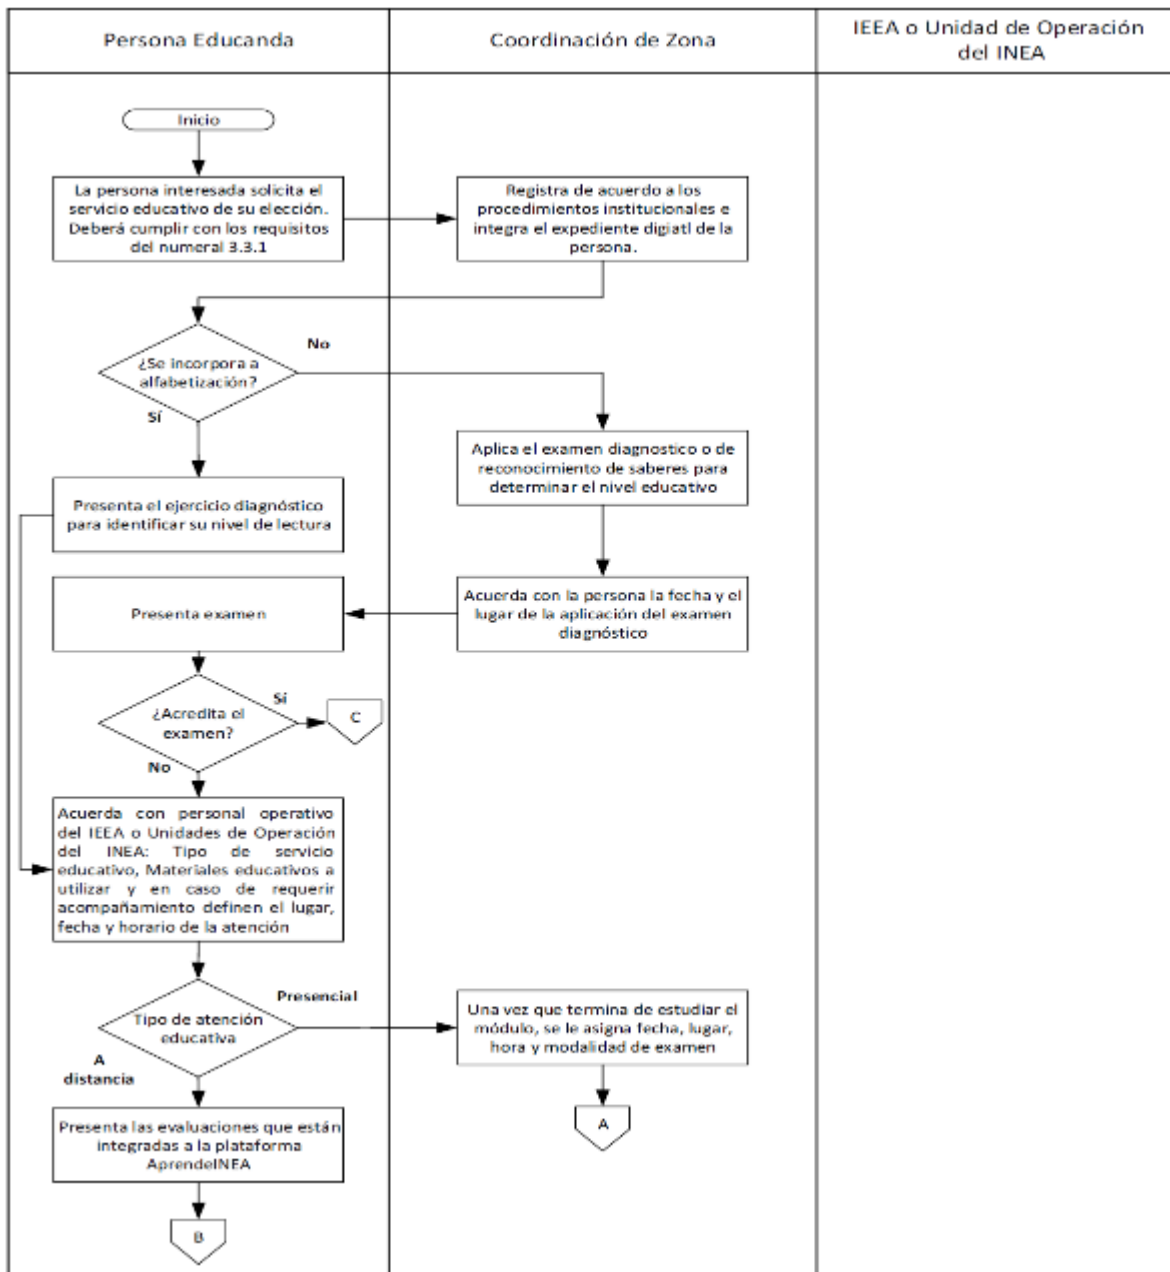 Persona Educanda
Coordinación de Zona
IEEA o Unidad de Operación
del INEA
Inicio
La persona interesada solicita el
servicio educativo de su elección.
Deberá cumplir con los requisitos
del numeral 3.3.1
Registra de acuerdo a los
procedimientos institucionales e
integra el expediente digiatl de la
persona.
¿Se incorpora a
alfabetización?
No
Sí
Aplica el examen diagnostico o de
reconocimiento de saberes para
determinar el nivel educativo
Presenta el ejercicio diagnóstico
para identificar su nivel de lectura
Acuerda con la persona la fecha y el
lugar de la aplicación del examen
diagnóstico
Presenta examen
¿Acredita el
examen?
Sí
C
No
Acuerda con personal operativo
del IEEA o Unidades de Operación
del INEA: Tipo de servicio
educativo, Materiales educativos a
utilizar y en caso de requerir
acompañamiento definen el lugar,
fecha y horario de la atención
Tipo de atención
educativa
Presencial
Una vez que termina de estudiar el
módulo, se le asigna fecha, lugar,
hora y modalidad de examen
A
A
distancia
Presenta las evaluaciones que están
integradas a la plataforma
AprendeINEA
B